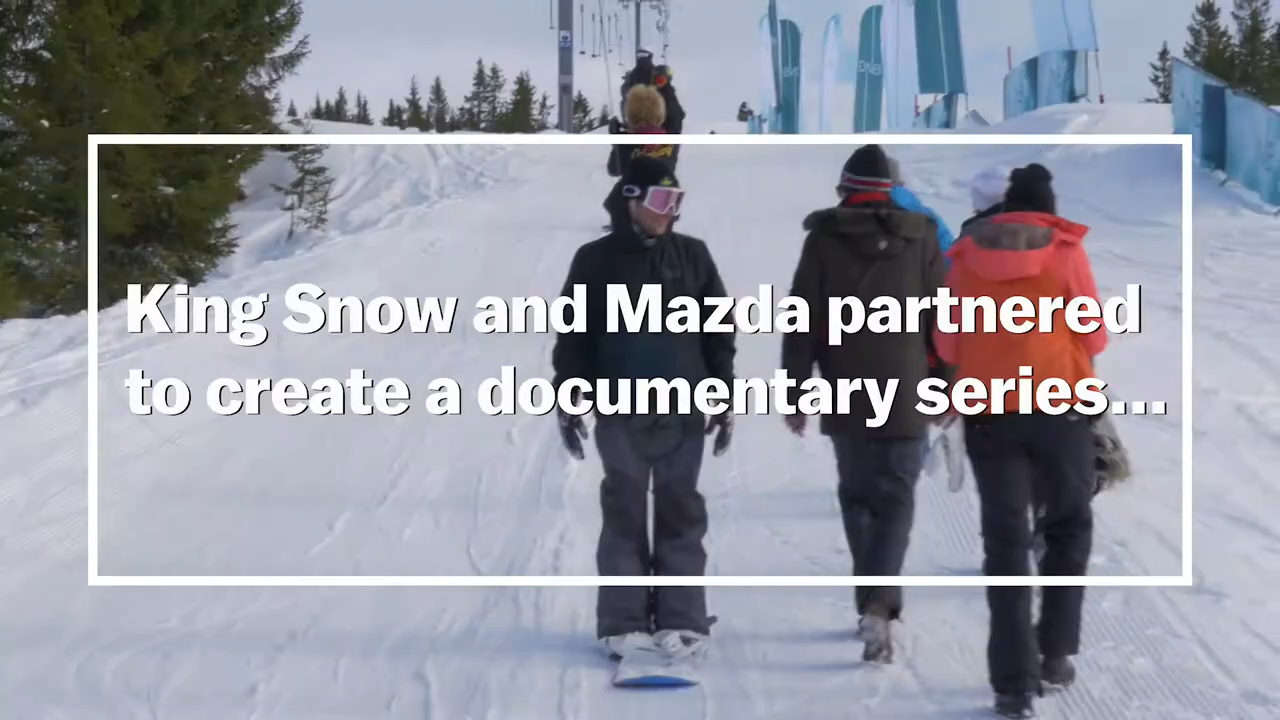 King Snow and Mazda partnered
to create a documentary series...